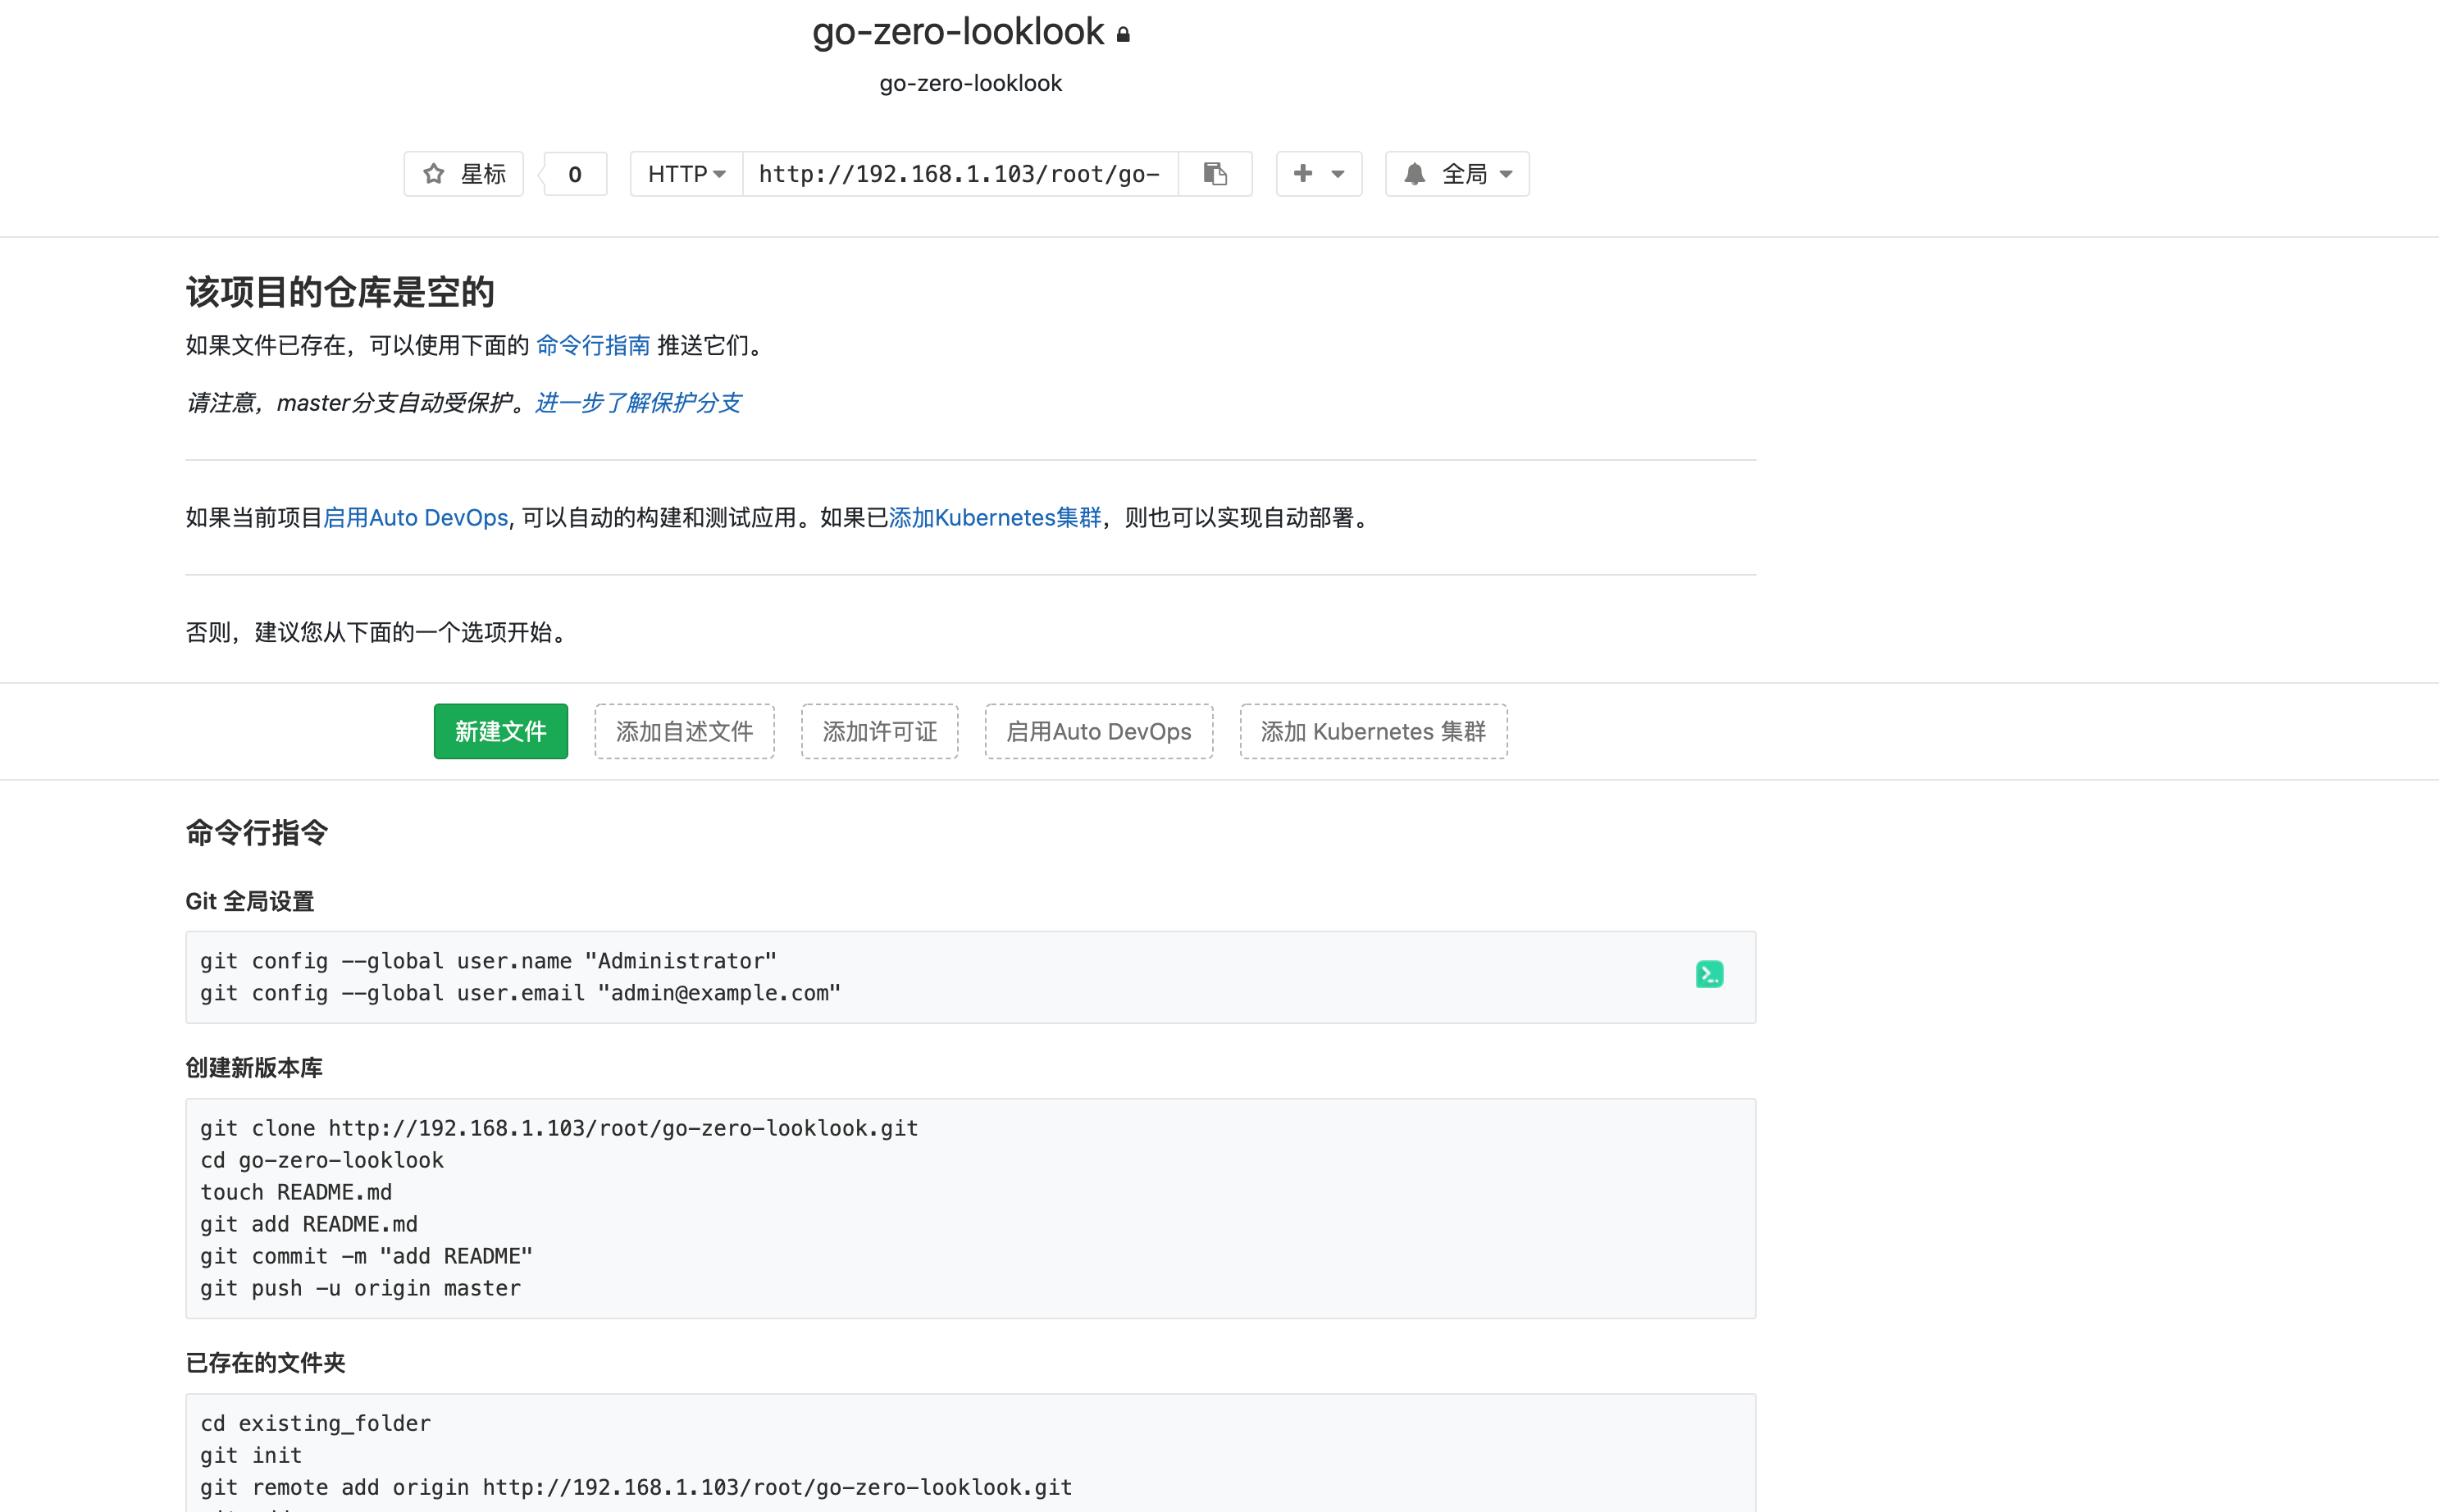 go-zero-looklook
go-zero-looklook
星标 0 HTTP http://192.168.1.103/root/go- 全局
该项目的仓库是空的
如果文件已存在，可以使用下面的 命令行指南 推送它们。
请注意，master分支自动受保护。进一步了解保护分支
如果当前项目启用Auto DevOps, 可以自动的构建和测试应用。如果已添加Kubernetes集群，则也可以实现自动部署。
否则，建议您从下面的一个选项开始。
新建文件 添加自述文件 添加许可证 启用Auto DevOps 添加 Kubernetes 集群
命令行指令
Git 全局设置
git config --global user.name "Administrator"
git config --global user.email "admin@example.com"
创建新版本库
git clone http://192.168.1.103/root/go-zero-looklook.git
cd go-zero-looklook
touch README.md
git add README.md
git commit -m "add README"
git push -u origin master
已存在的文件夹
cd existing_folder
git init
git remote add origin http://192.168.1.103/root/go-zero-looklook.git